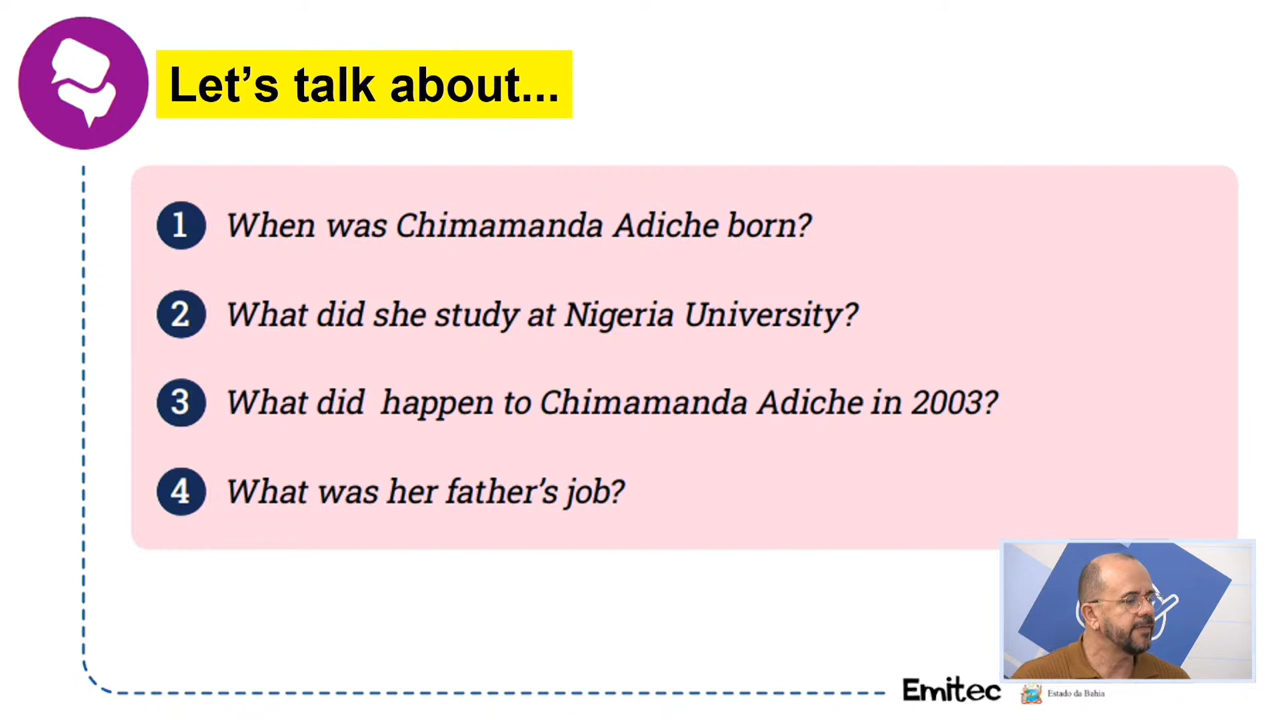 Let’s talk about...
1 When was Chimamanda Adiche born?
2 What did she study at Nigeria University?
3 What did happen to Chimamanda Adiche in 2003?
4 What was her father’s job?
Emitec
Estado da Bahia